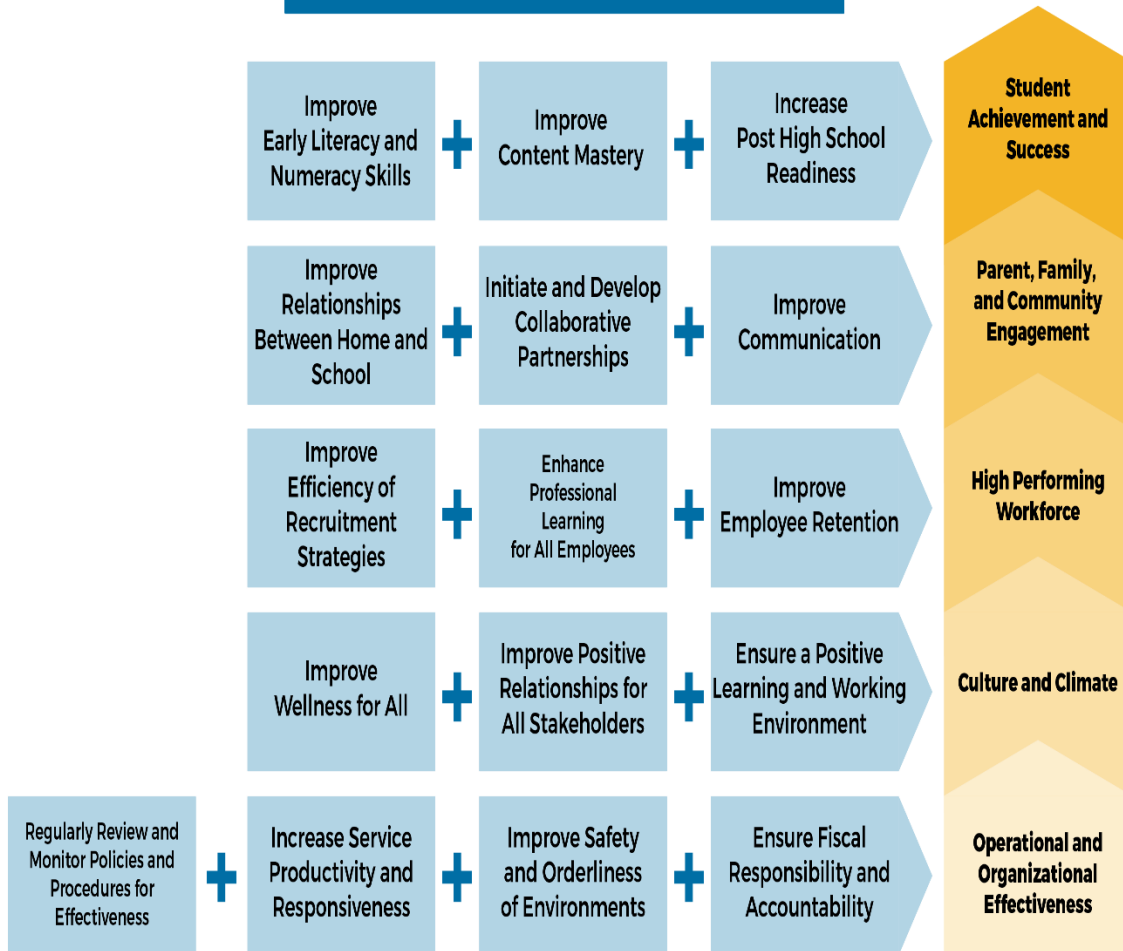 Improve
Early Literacy and
Numeracy Skills
Improve
Content Mastery
Increase
Post High School
Readiness
Student
Achievement and
Success
Improve
Relationships
Between Home and
School
Initiate and Develop
Collaborative
Partnerships
Improve
Communication
Parent, Family,
and Community
Engagement
Improve
Efficiency of
Recruitment
Strategies
Enhance
Professional
Learning
for All Employees
Improve
Employee Retention
High Performing
Workforce
Improve
Wellness for All
Improve Positive
Relationships for
All Stakeholders
Ensure a Positive
Learning and Working
Environment
Culture and Climate
Regularly Review and
Monitor Policies and
Procedures for
Effectiveness
Increase Service
Productivity and
Responsiveness
Improve Safety
and Orderliness
of Environments
Ensure Fiscal
Responsibility and
Accountability
Operational and
Organizational
Effectiveness